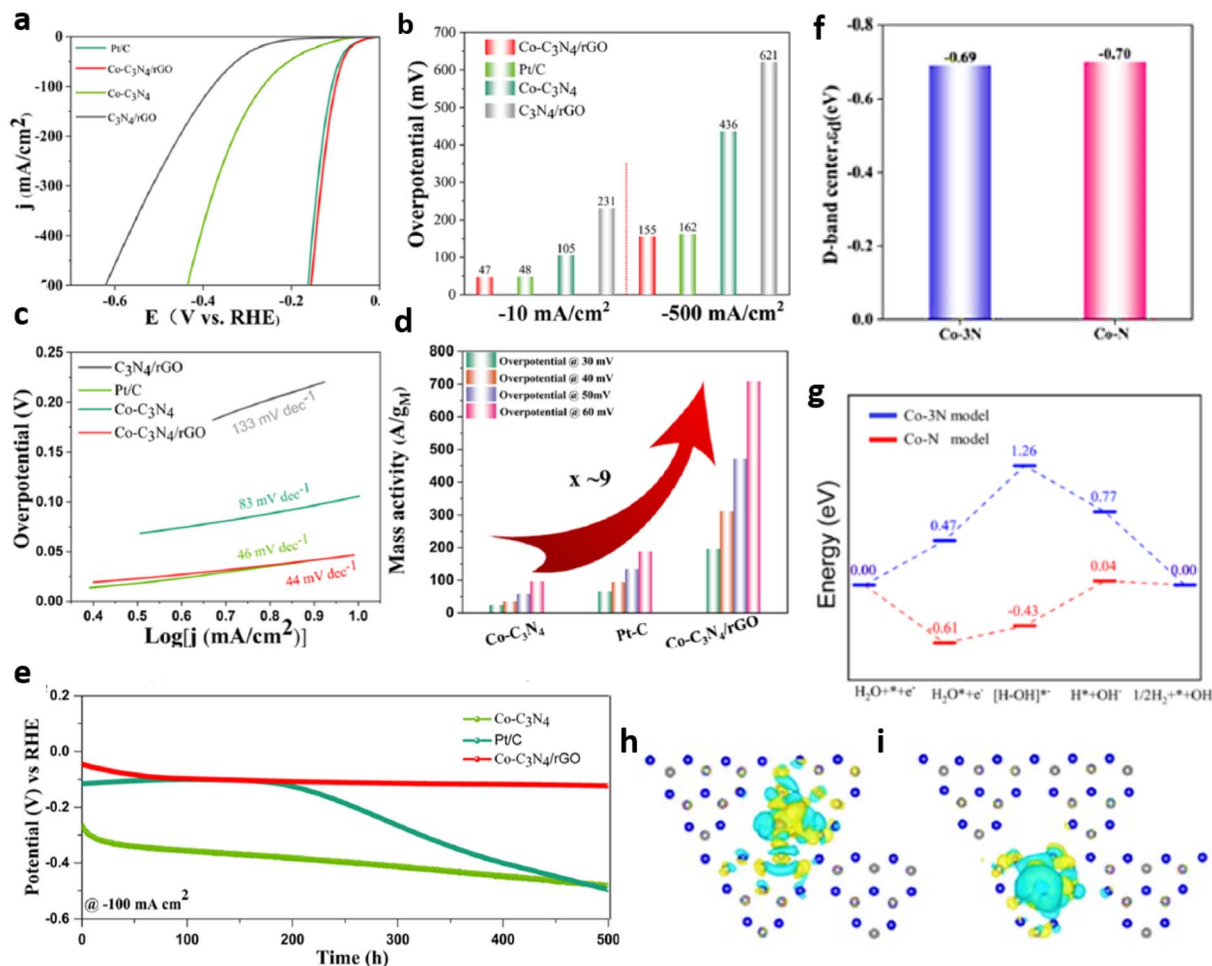 a
Pt/C
Co-C₃N₄/rGO
Co-C₃N₄
C₃N₄/rGO
j (mA/cm²)
0
-100
-200
-300
-400
-0.6
-0.4
-0.2
0.
E (V vs. RHE)
b
Co-C₃N₄/rGO
Pt/C
Co-C₃N₄
C₃N₄/rGO
Overpotential (mV)
700
600
500
400
300
200
100
0
47
48
105
231
155
162
436
621
-10 mA/cm²
-500 mA/cm²
c
C₃N₄/rGO
Pt/C
Co-C₃N₄
Co-C₃N₄/rGO
Overpotential (V)
0.25
0.20
0.15
0.10
0.05
0.00
133 mV dec⁻¹
83 mV dec⁻¹
46 mV dec⁻¹
44 mV dec⁻¹
0.4
0.5
0.6
0.7
0.8
0.9
1.0
Log[j (mA/cm²)]
d
Overpotential @ 30 mV
Overpotential @ 40 mV
Overpotential @ 50mV
Overpotential @ 60 mV
Mass activity (A/gM)
800
700
600
500
400
300
200
100
0
x ~9
Co-C₃N₄
Pt-C
Co-C₃N₄/rGO
e
Co-C₃N₄
Pt/C
Co-C₃N₄/rGO
Potential (V) vs RHE
0.2
0.0
-0.2
-0.4
-0.6
@ -100 mA cm²
0
100
200
300
400
500
Time (h)
f
D-band center,εd(eV)
-0.8
-0.6
-0.4
-0.2
0.0
-0.69
-0.70
Co-3N
Co-N
g
Co-3N model
Co-N model
Energy (eV)
0.00
0.47
1.26
0.77
0.00
-0.61
-0.43
0.04
H₂O+*+e⁻
H₂O*+e⁻
[H-OH]*⁻
H*+OH⁻
1/2H₂+*+OH
h
i